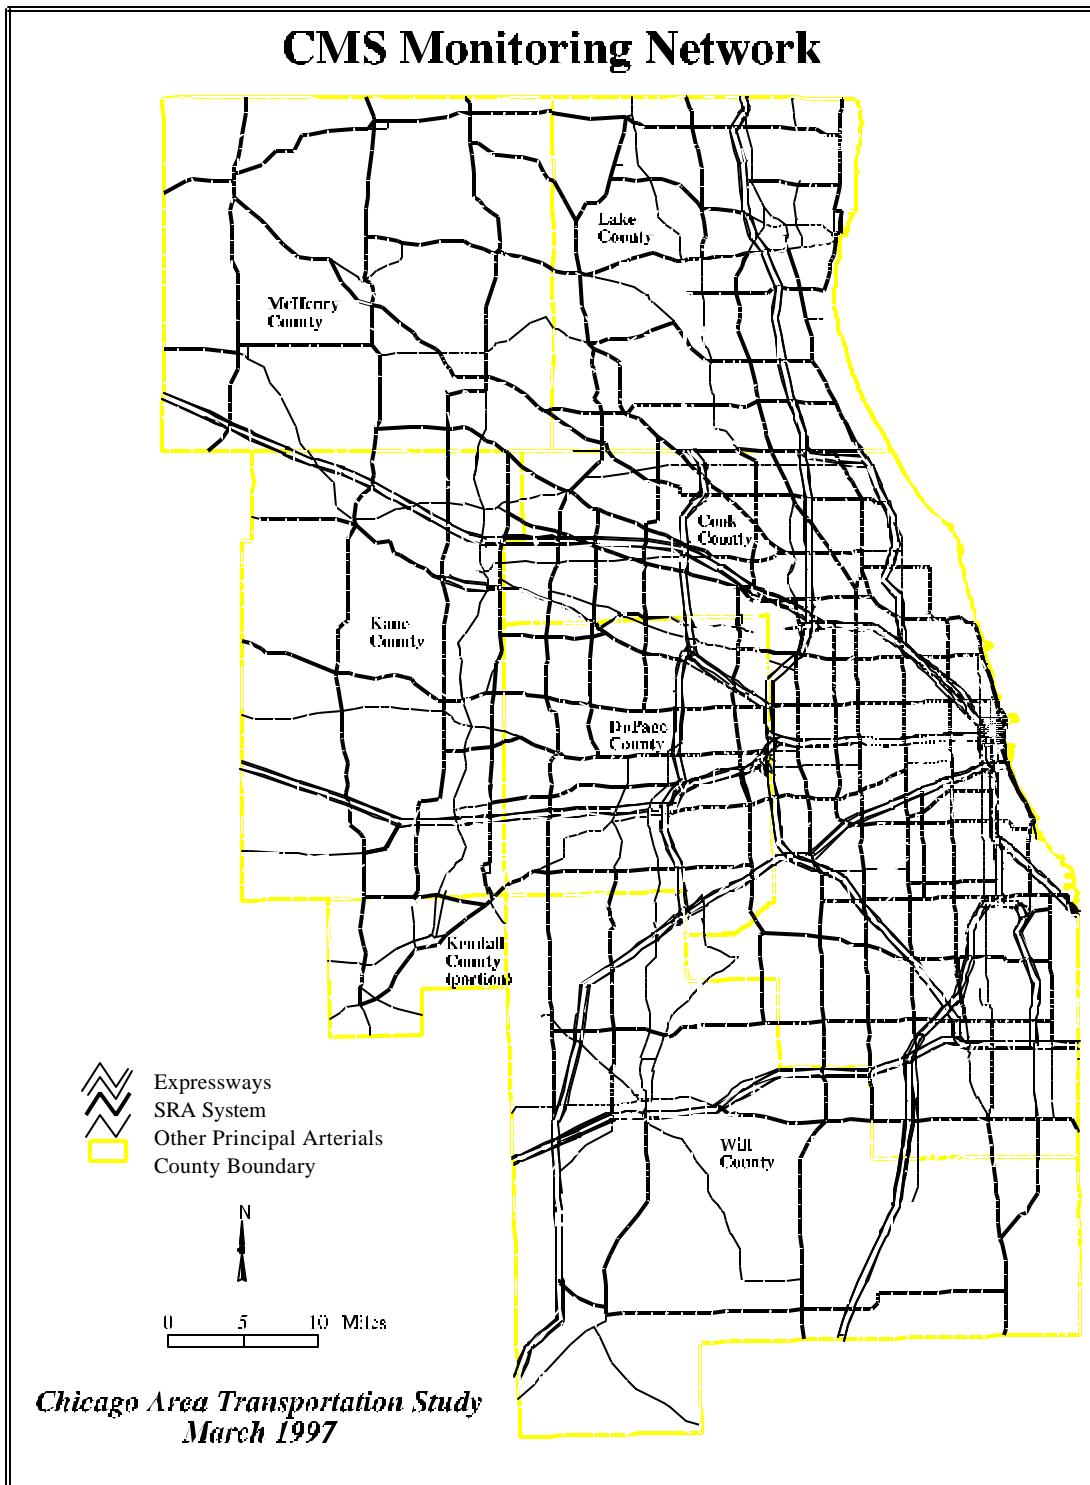 CMS Monitoring Network
Lake
County
McHenry
County
Cook
County
Kane
County
DuPage
County
Kendall
County
(portion)
Expressways
SRA System
Other Principal Arterials
County Boundary
Will
County
N
0 5 10 Miles
Chicago Area Transportation Study
March 1997